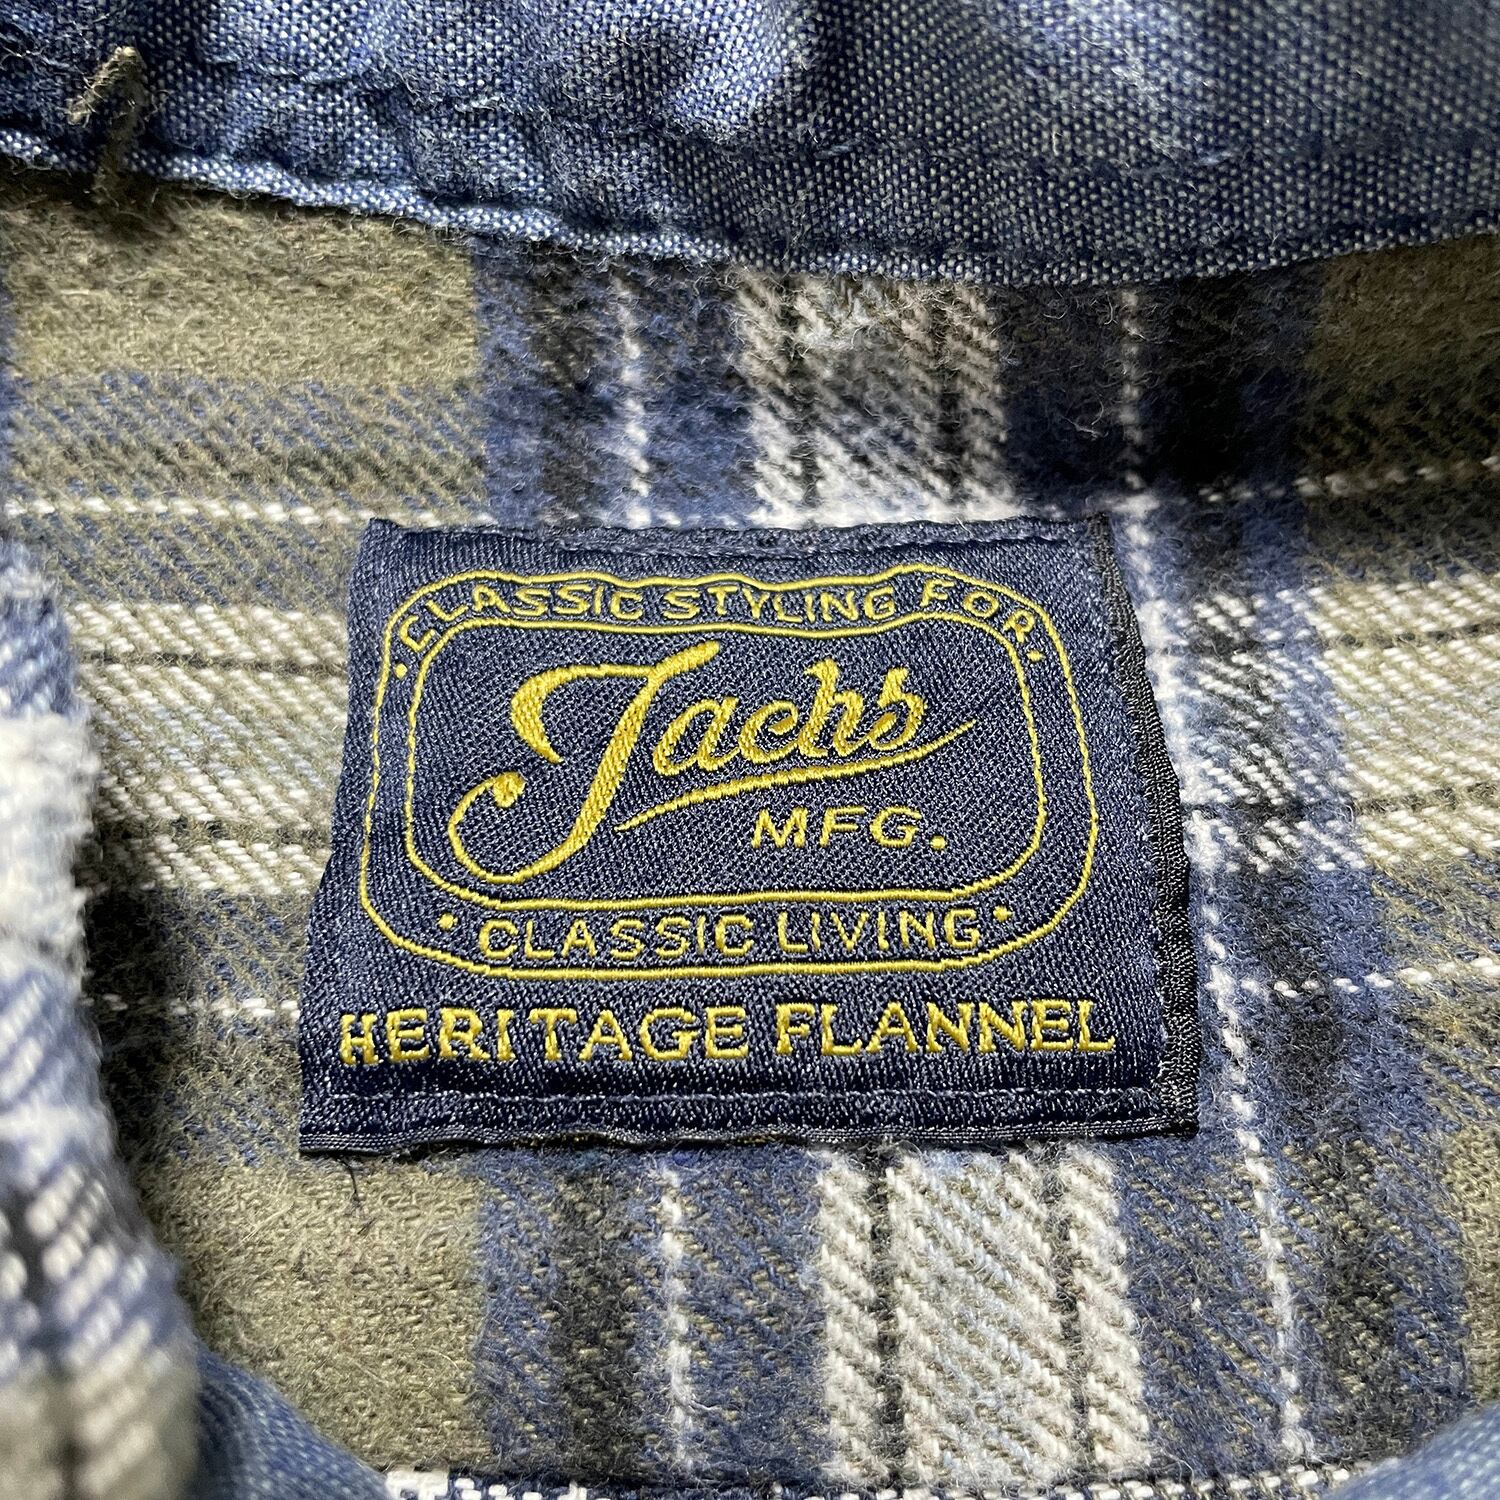 · CLASSIC STYLING FOR ·
Jachs
MFG.
· CLASSIC LIVING ·
HERITAGE FLANNEL